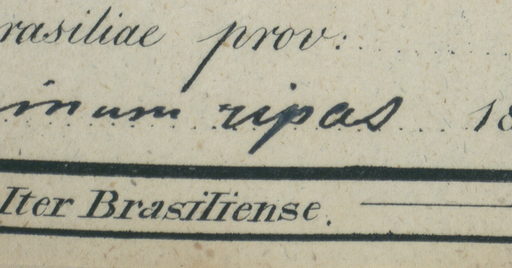 rasiliae prov:
inum ripas 18
Iter Brasiliense.